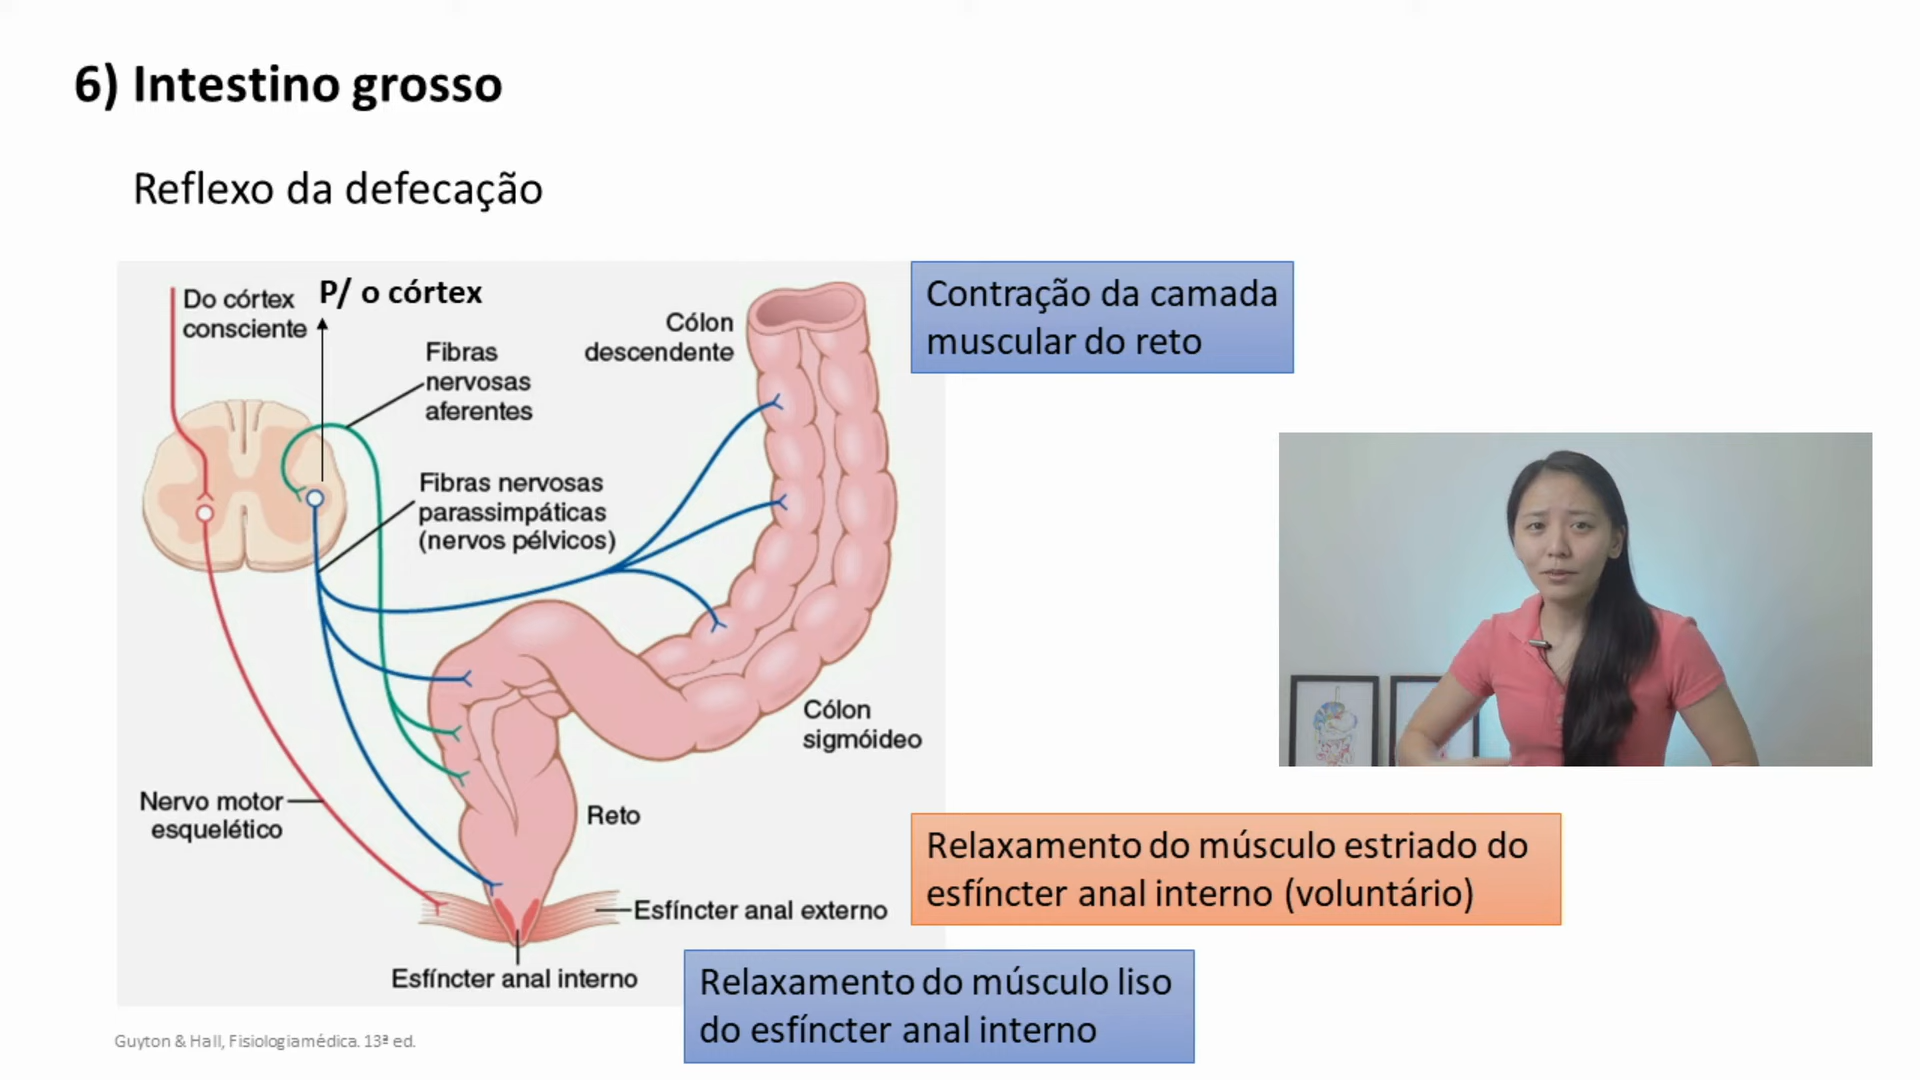 6) Intestino grosso
Reflexo da defecação
Do córtex
consciente
P/ o córtex
Fibras
nervosas
aferentes
Cólon
descendente
Contração da camada
muscular do reto
Fibras nervosas
parassimpáticas
(nervos pélvicos)
Cólon
sigmóideo
Nervo motor
esquelético
Reto
Relaxamento do músculo estriado do
esfíncter anal interno (voluntário)
Esfíncter anal externo
Esfíncter anal interno
Relaxamento do músculo liso
do esfíncter anal interno
Guyton & Hall, Fisiologiamédica. 13ª ed.